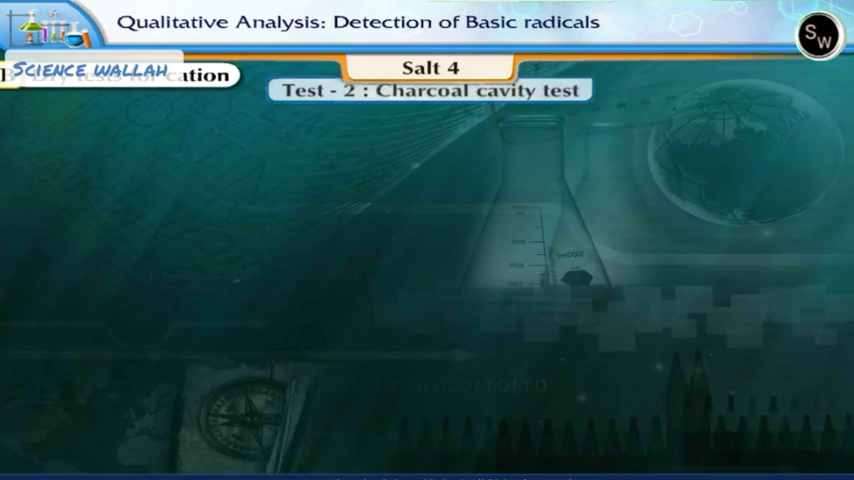 Qualitative Analysis: Detection of Basic radicals
SW
Salt 4
SCIENCE WALLAH
cation
Test - 2 : Charcoal cavity test